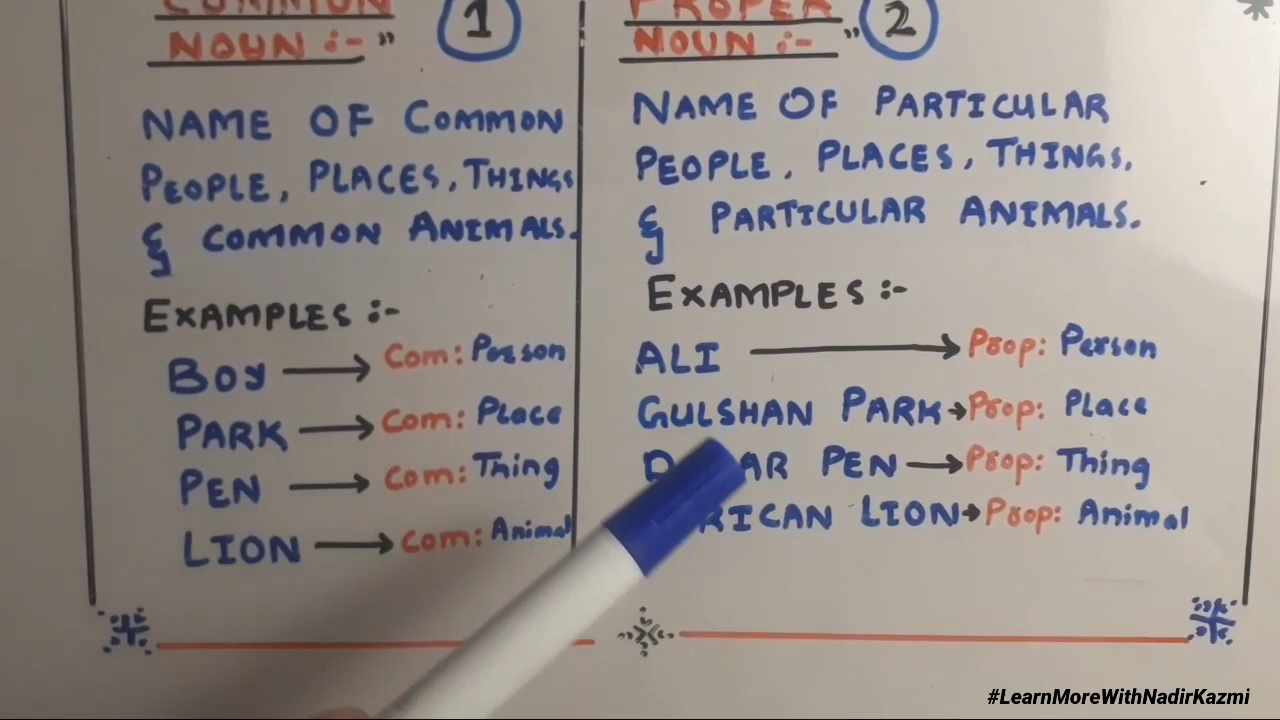 COMMON
NOUN :- "
1
NAME OF COMMON
PEOPLE, PLACES, THINGS
& COMMON ANIMALS.
EXAMPLES :-
BOY → Com: Person
PARK → Com: Place
PEN → Com: Thing
LION → Com: Animal
PROPER
NOUN :- "
2
NAME OF PARTICULAR
PEOPLE, PLACES, THINGS,
& PARTICULAR ANIMALS.
EXAMPLES :-
ALI → Prop: Person
GULSHAN PARK → Prop: Place
PEN → Prop: Thing
LION → Prop: Animal
#LearnMoreWithNadirKazmi